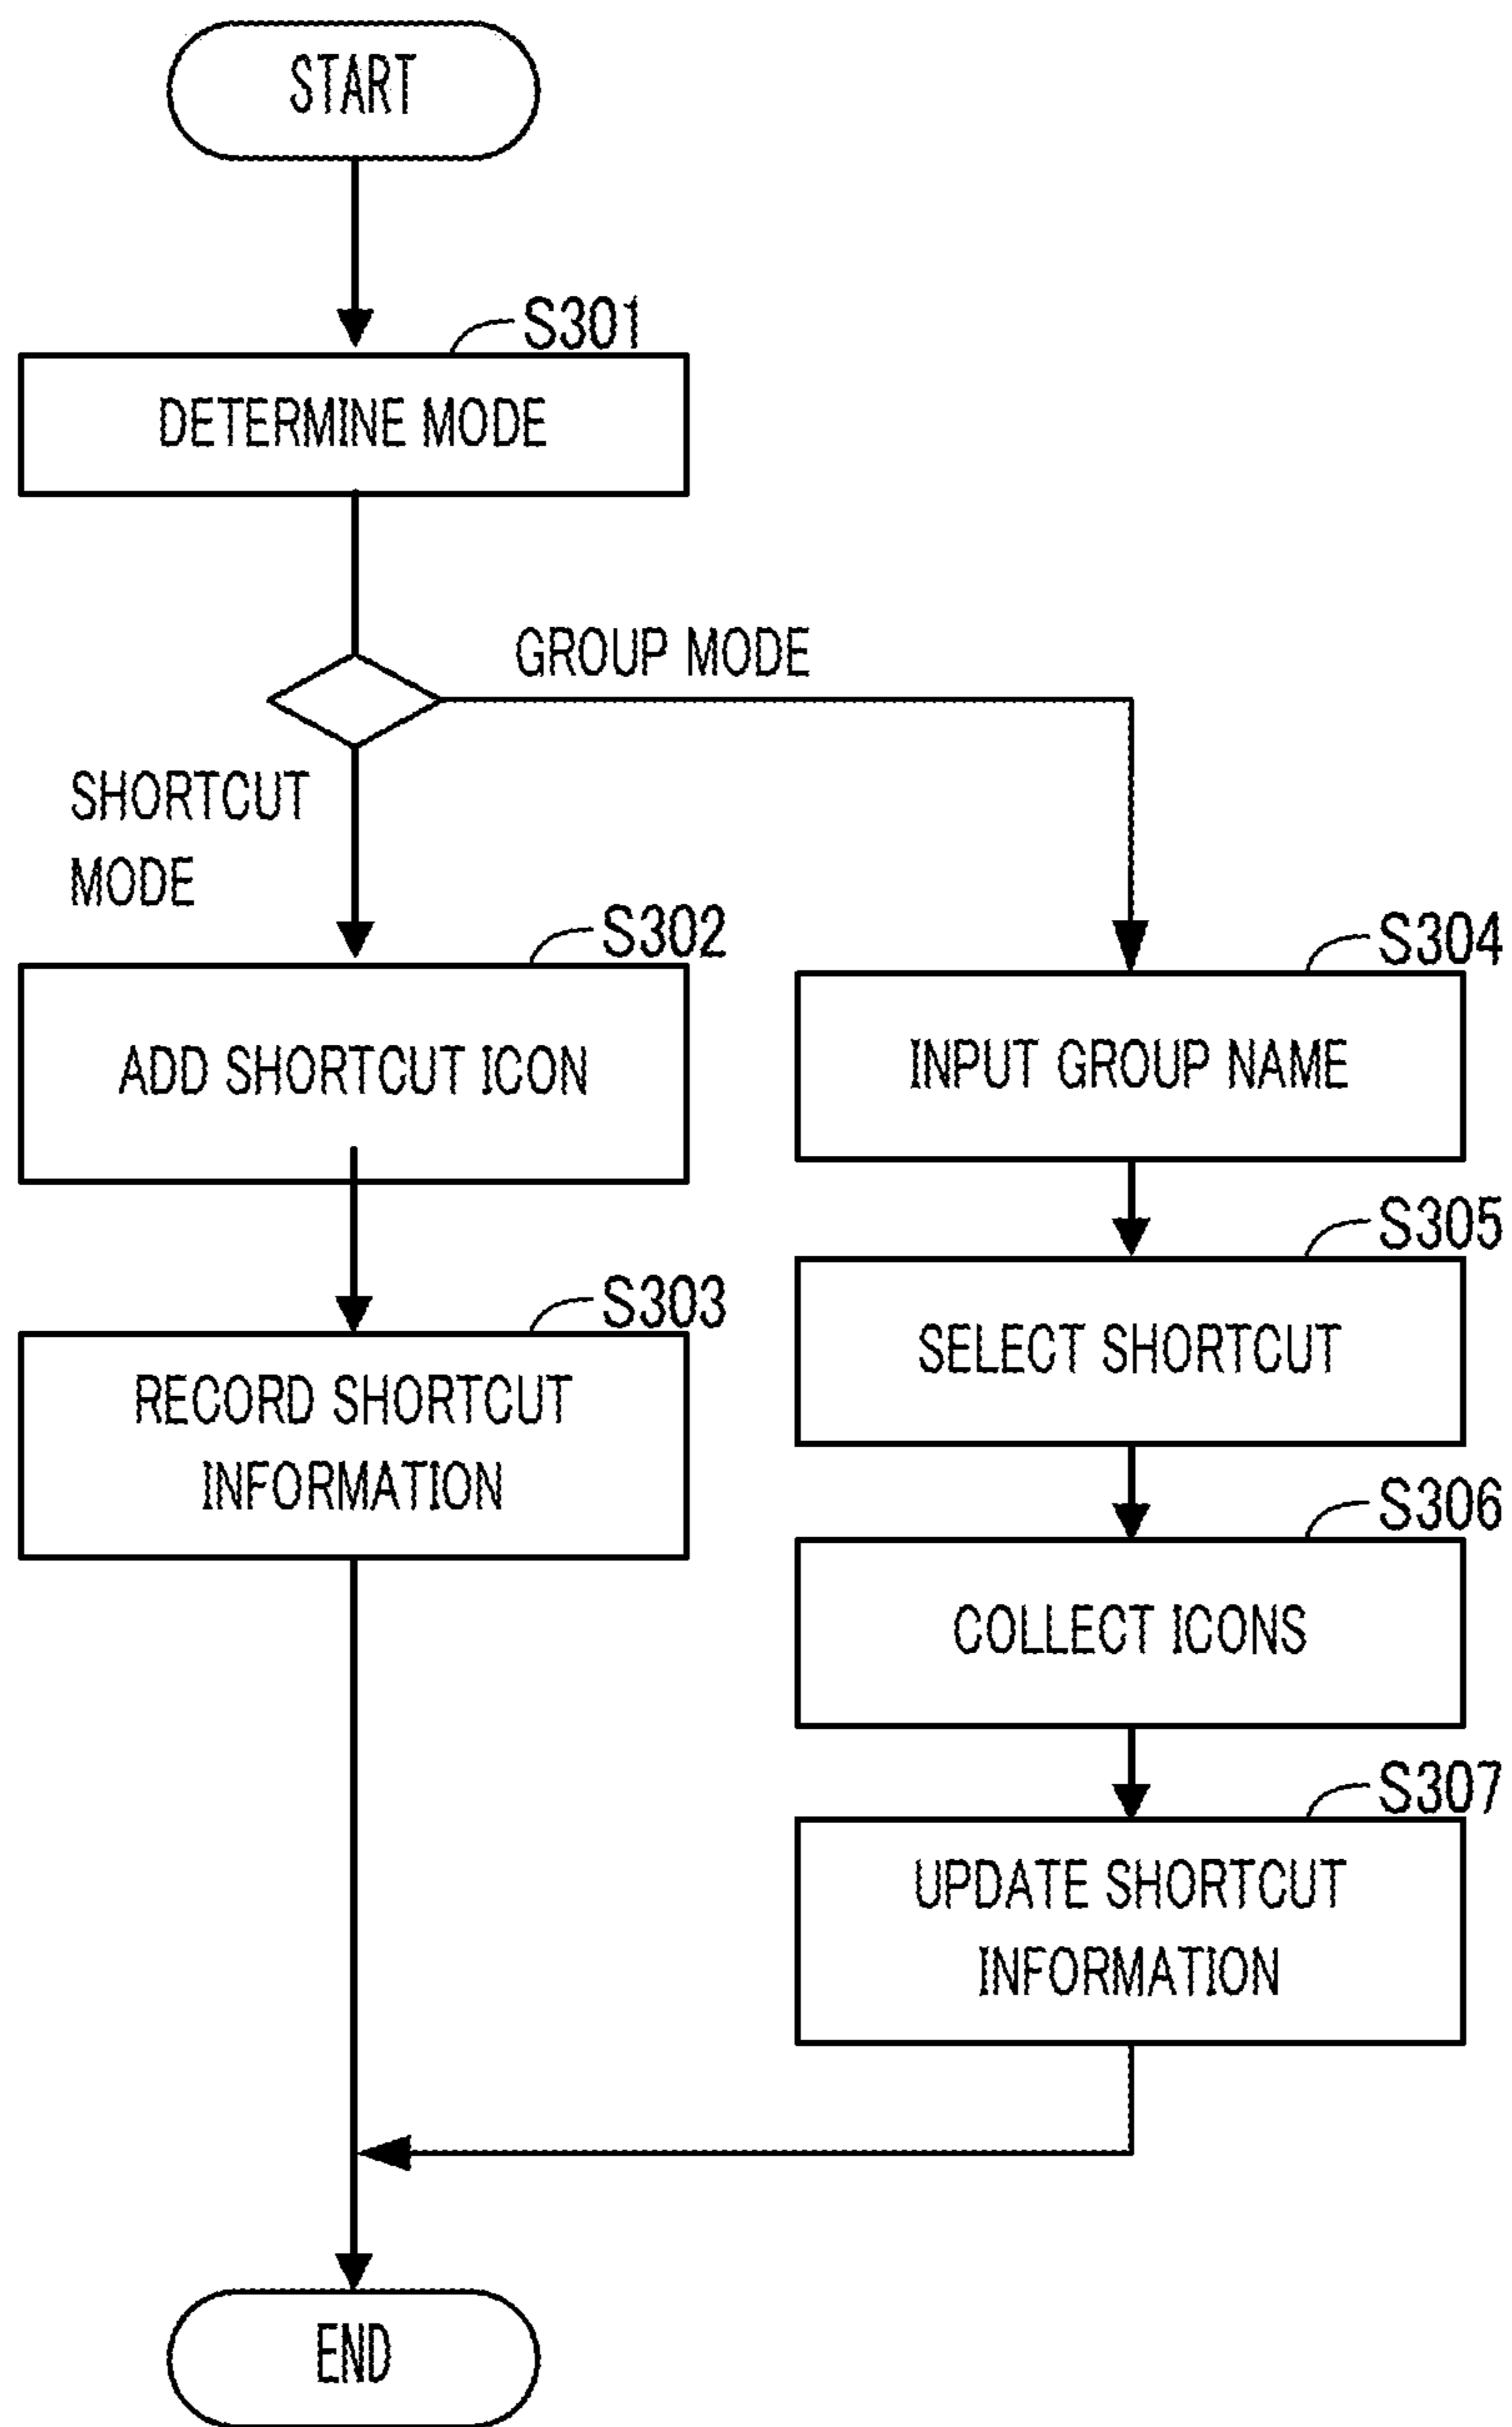 START
S301
DETERMINE MODE
GROUP MODE
SHORTCUT
MODE
S302
ADD SHORTCUT ICON
S303
RECORD SHORTCUT
INFORMATION
S304
INPUT GROUP NAME
S305
SELECT SHORTCUT
S306
COLLECT ICONS
S307
UPDATE SHORTCUT
INFORMATION
END